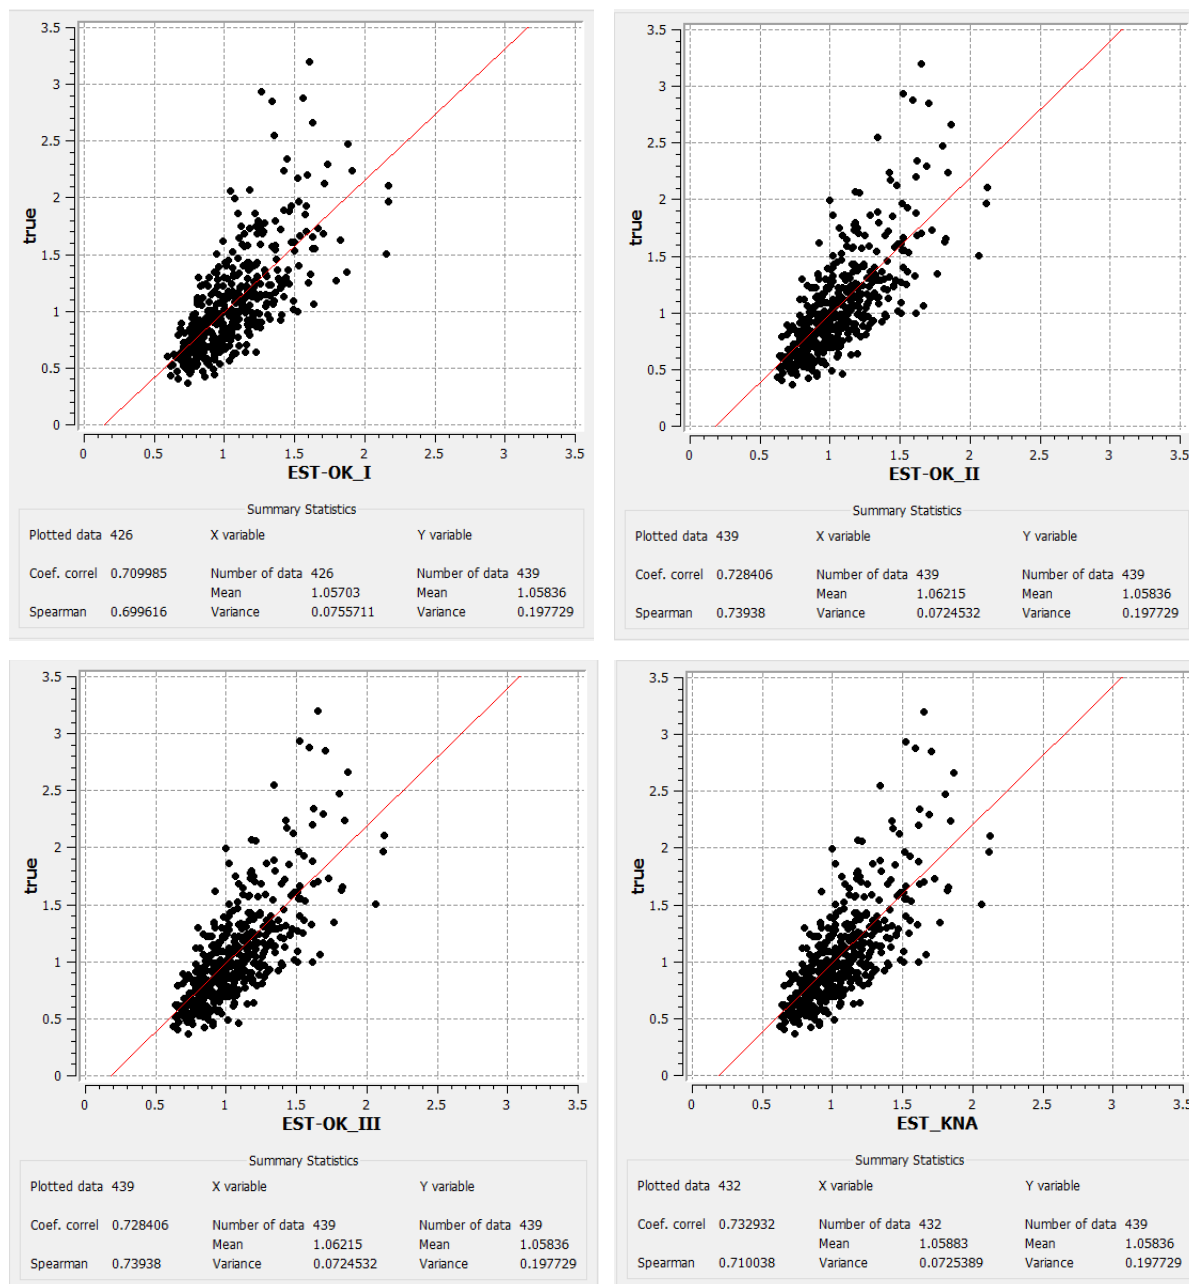 3.5
3
2.5
2
1.5
1
0.5
0
true
0 0.5 1 1.5 2 2.5 3 3.5
EST-OK_I
Summary Statistics
Plotted data 426 X variable Y variable
Coef. correl 0.709985 Number of data 426 Number of data 439
Mean 1.05703 Mean 1.05836
Spearman 0.699616 Variance 0.0755711 Variance 0.197729
3.5
3
2.5
2
1.5
1
0.5
0
true
0 0.5 1 1.5 2 2.5 3 3.5
EST-OK_II
Summary Statistics
Plotted data 439 X variable Y variable
Coef. correl 0.728406 Number of data 439 Number of data 439
Mean 1.06215 Mean 1.05836
Spearman 0.73938 Variance 0.0724532 Variance 0.197729
3.5
3
2.5
2
1.5
1
0.5
0
true
0 0.5 1 1.5 2 2.5 3 3.5
EST-OK_III
Summary Statistics
Plotted data 439 X variable Y variable
Coef. correl 0.728406 Number of data 439 Number of data 439
Mean 1.06215 Mean 1.05836
Spearman 0.73938 Variance 0.0724532 Variance 0.197729
3.5
3
2.5
2
1.5
1
0.5
0
true
0 0.5 1 1.5 2 2.5 3 3.5
EST_KNA
Summary Statistics
Plotted data 432 X variable Y variable
Coef. correl 0.732932 Number of data 432 Number of data 439
Mean 1.05883 Mean 1.05836
Spearman 0.710038 Variance 0.0725389 Variance 0.197729